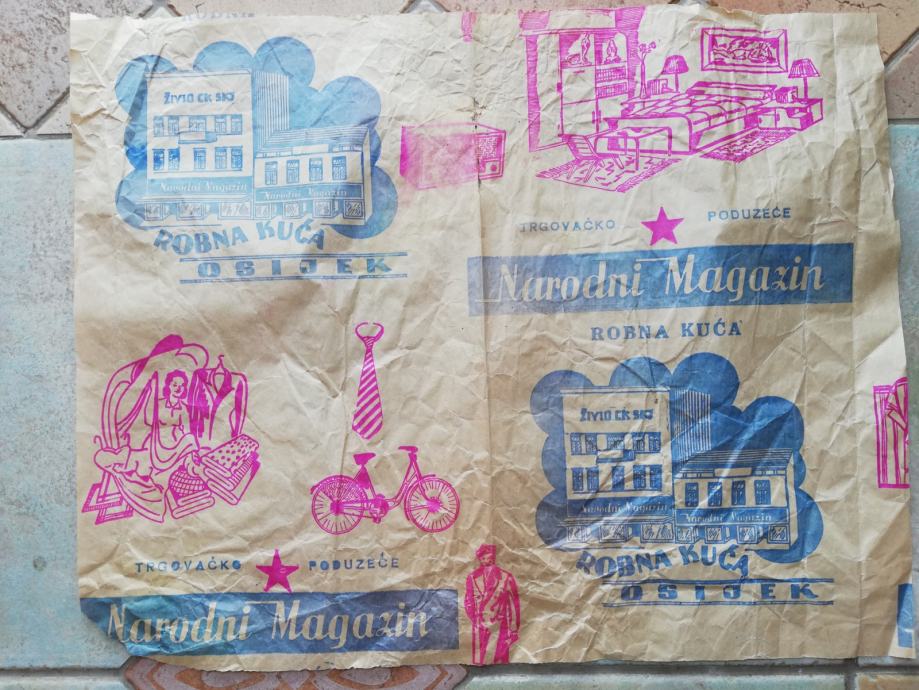 ROBNA
ŽIVIO CK SKJ
Narodni Magazin
Narodni Magazin
ROBNA KUĆA
OSIJEK
TRGOVAČKO PODUZEĆE
Narodni Magazin
ROBNA KUĆA
ŽIVIO CK SKJ
Narodni Magazin
Narodni Magazin
ROBNA KUĆA
OSIJEK
TRGOVAČKO PODUZEĆE
Narodni Magazin